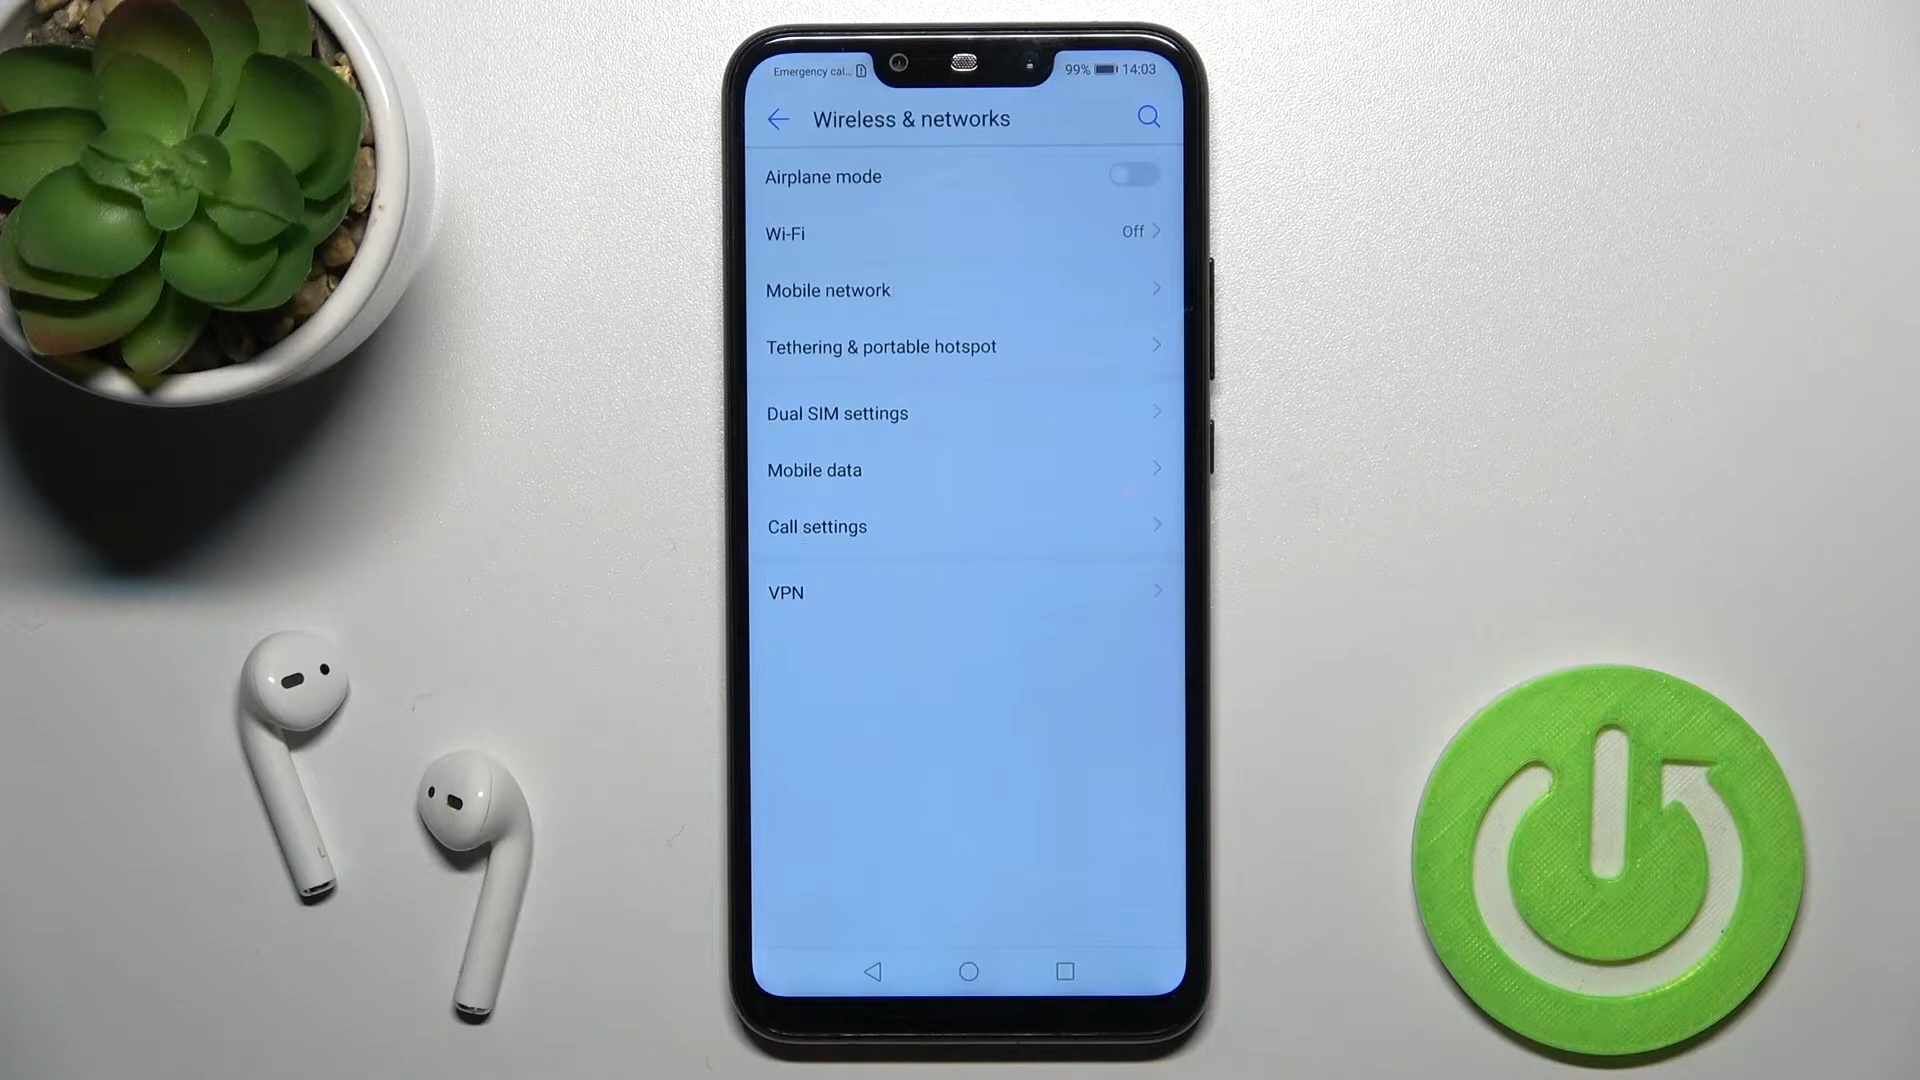 Emergency cal...
99% 14:03
Wireless & networks
Airplane mode
Wi-Fi Off
Mobile network
Tethering & portable hotspot
Dual SIM settings
Mobile data
Call settings
VPN
L